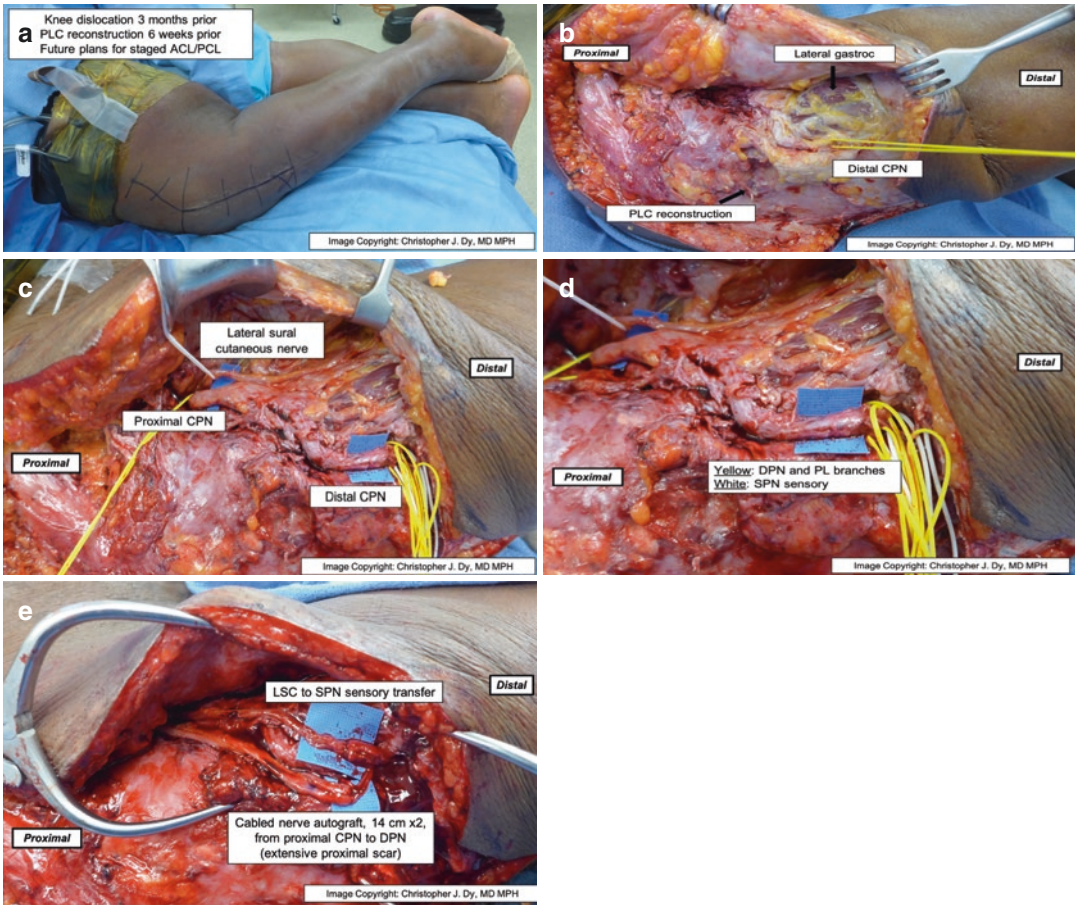 a
Knee dislocation 3 months prior
PLC reconstruction 6 weeks prior
Future plans for staged ACL/PCL
Image Copyright: Christopher J. Dy, MD MPH
b
Proximal
Lateral gastroc
Distal
Distal CPN
PLC reconstruction
Image Copyright: Christopher J. Dy, MD MPH
c
Lateral sural
cutaneous nerve
Distal
Proximal CPN
Proximal
Distal CPN
Image Copyright: Christopher J. Dy, MD MPH
d
Distal
Proximal
Yellow: DPN and PL branches
White: SPN sensory
Image Copyright: Christopher J. Dy, MD MPH
e
Distal
LSC to SPN sensory transfer
Cabled nerve autograft, 14 cm x2,
from proximal CPN to DPN
(extensive proximal scar)
Proximal
Image Copyright: Christopher J. Dy, MD MPH